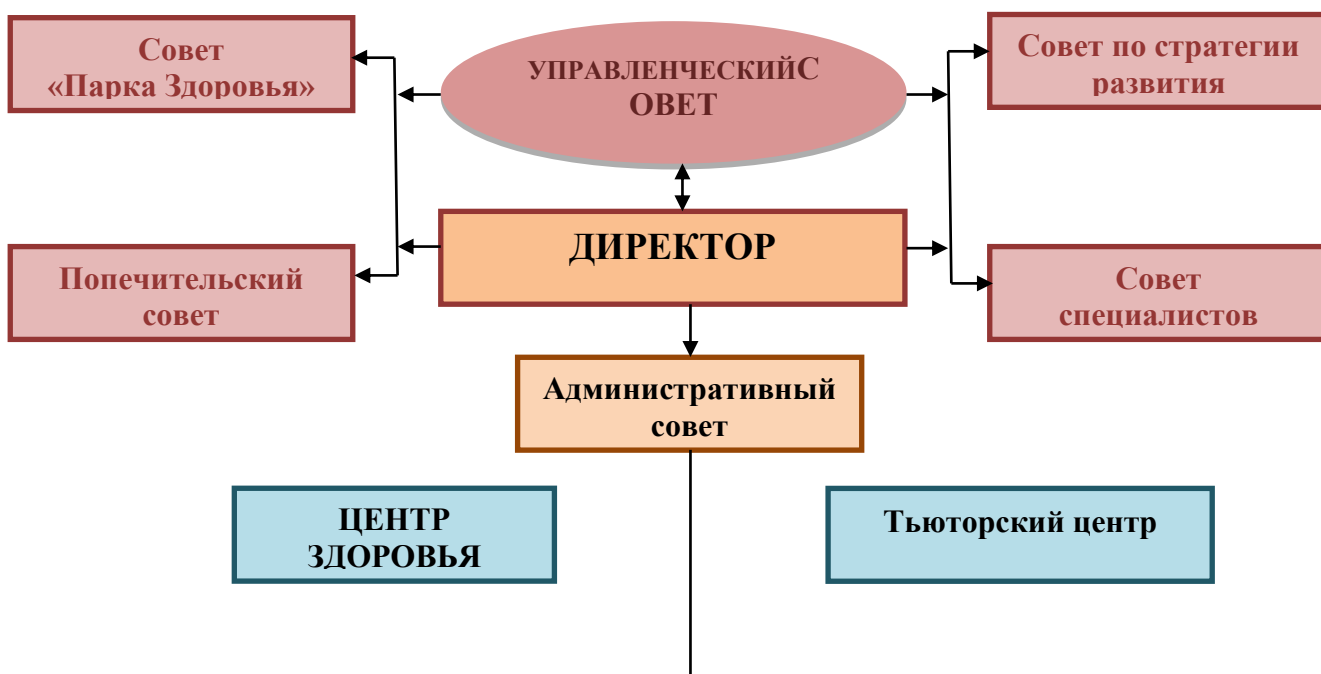 Совет
«Парка Здоровья»
УПРАВЛЕНЧЕСКИЙС
ОВЕТ
Совет по стратегии
развития
ДИРЕКТОР
Попечительский
совет
Совет
специалистов
Административный
совет
ЦЕНТР
ЗДОРОВЬЯ
Тьюторский центр